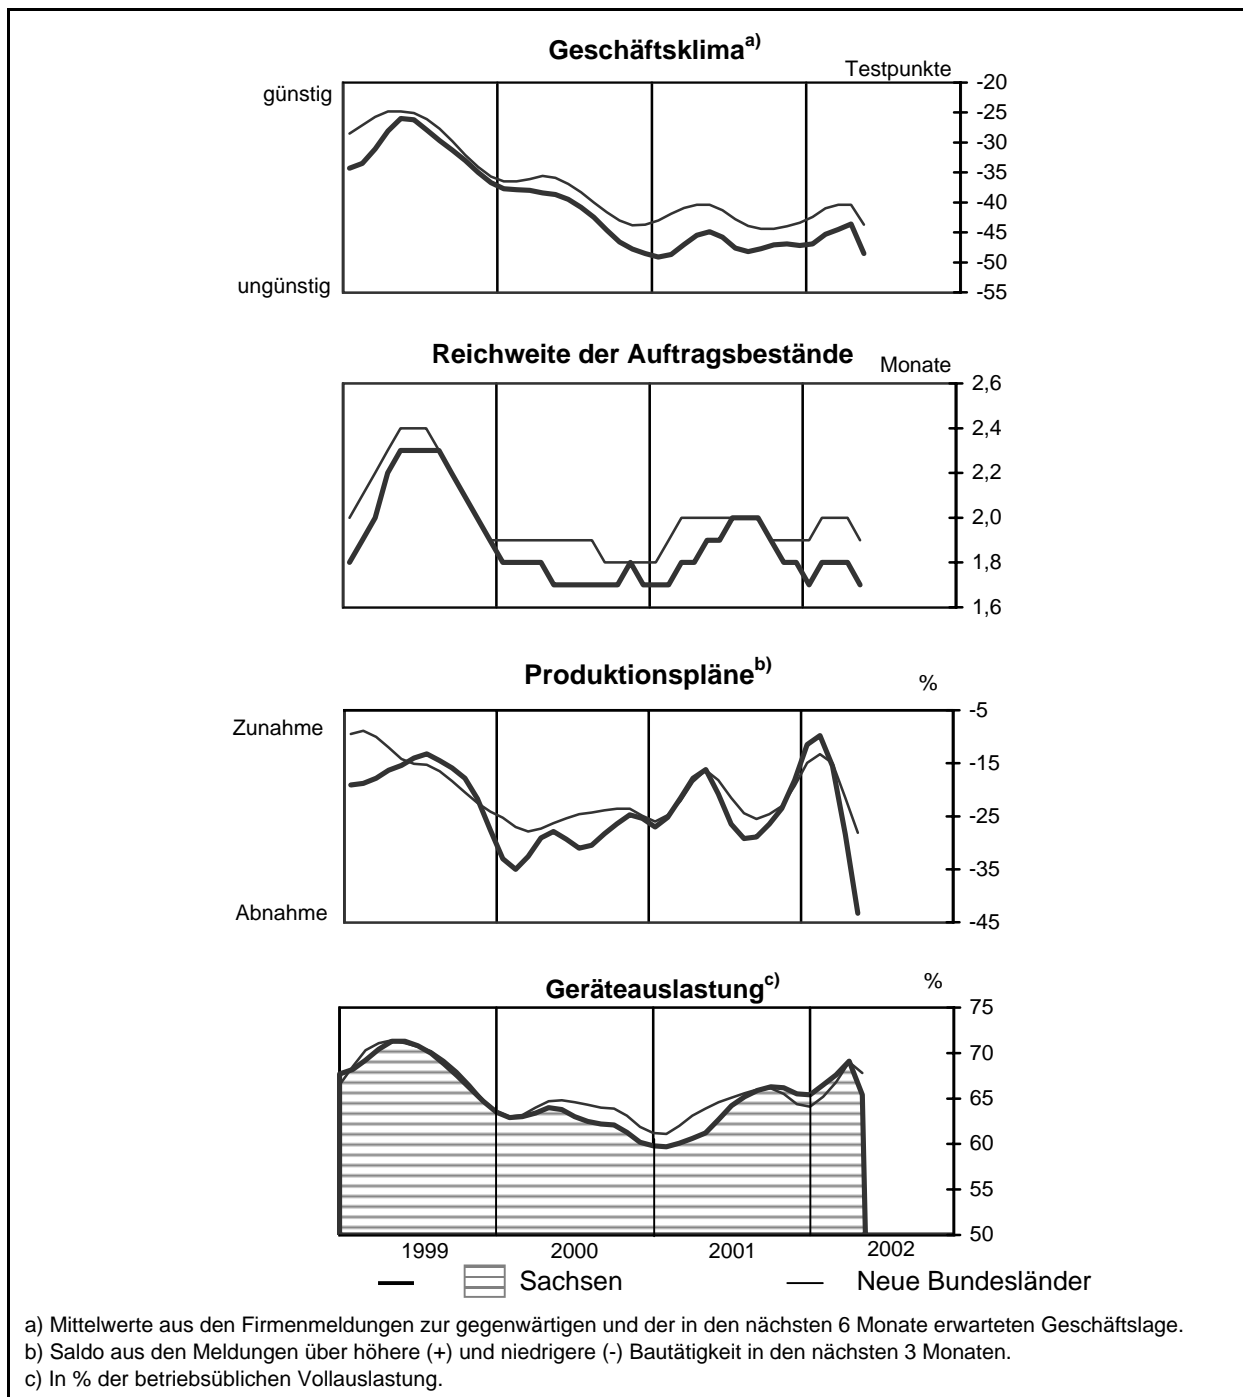 Geschäftsklima a)
Testpunkte
günstig
ungünstig
-20
-25
-30
-35
-40
-45
-50
-55
Reichweite der Auftragsbestände
Monate
2,6
2,4
2,2
2,0
1,8
1,6
Produktionspläne b)
%
Zunahme
Abnahme
-5
-15
-25
-35
-45
Geräteauslastung c)
%
75
70
65
60
55
50
1999 2000 2001 2002
Sachsen Neue Bundesländer
a) Mittelwerte aus den Firmenmeldungen zur gegenwärtigen und der in den nächsten 6 Monate erwarteten Geschäftslage.
b) Saldo aus den Meldungen über höhere (+) und niedrigere (-) Bautätigkeit in den nächsten 3 Monaten.
c) In % der betriebsüblichen Vollauslastung.